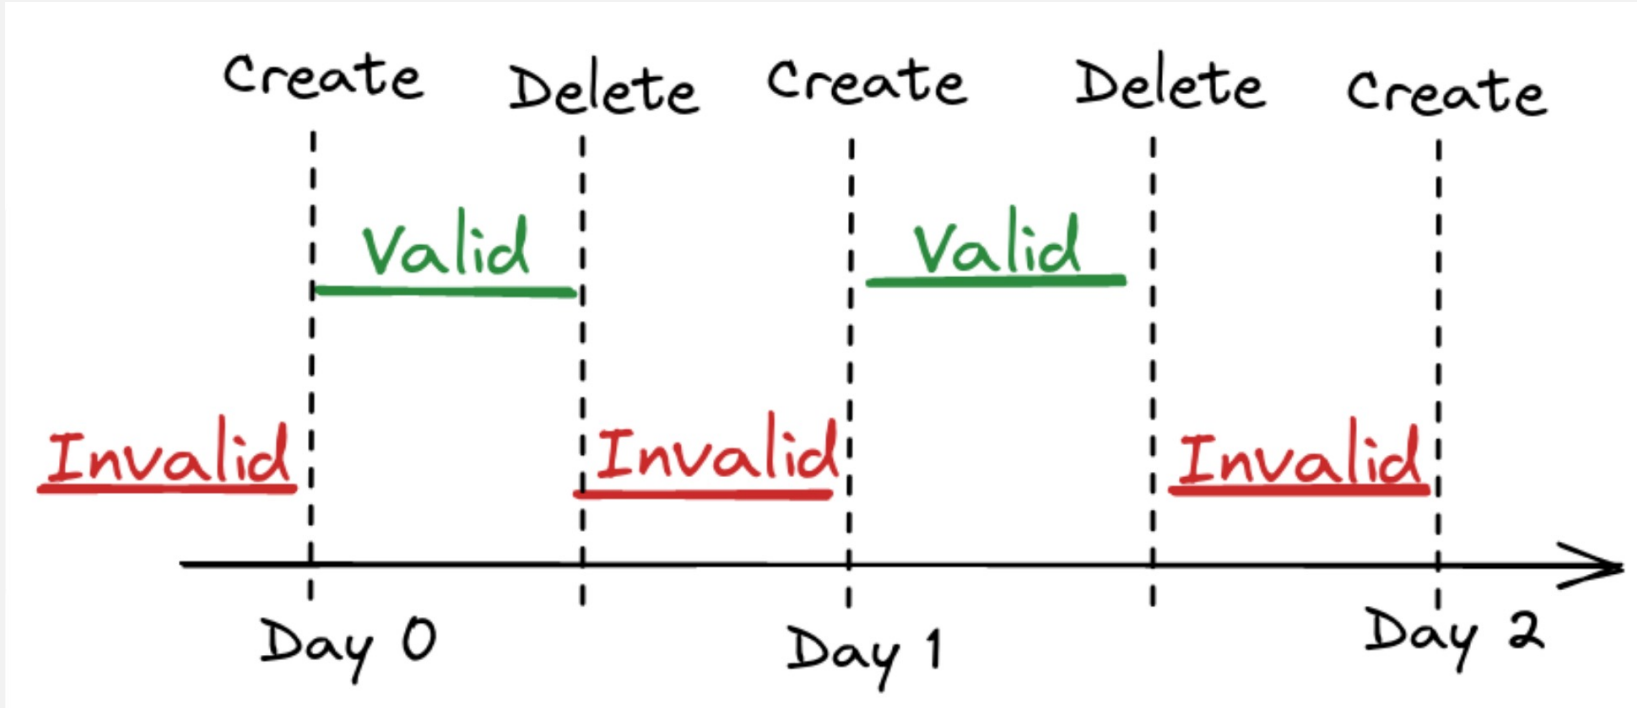 Create Delete Create Delete Create
Valid Valid
Invalid Invalid Invalid
Day 0 Day 1 Day 2